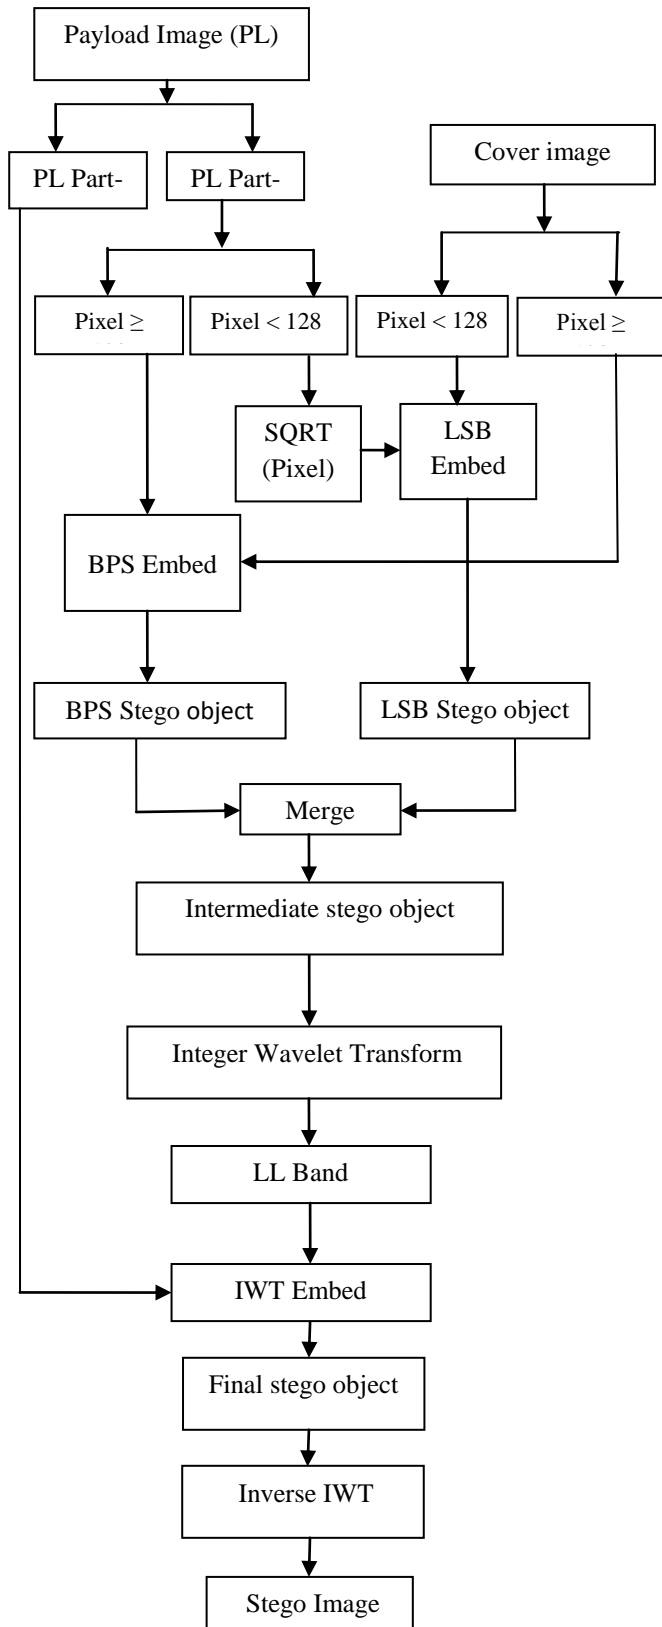 Payload Image (PL)
PL Part-
PL Part-
Cover image
Pixel ≥
Pixel < 128
Pixel < 128
Pixel ≥
SQRT
(Pixel)
LSB
Embed
BPS Embed
BPS Stego object
LSB Stego object
Merge
Intermediate stego object
Integer Wavelet Transform
LL Band
IWT Embed
Final stego object
Inverse IWT
Stego Image